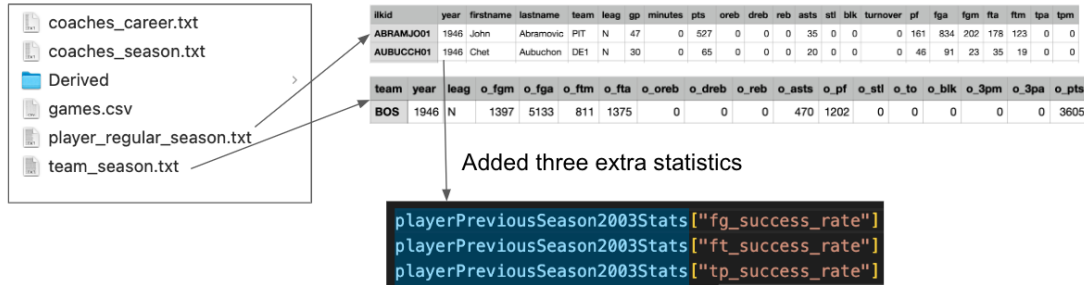 coaches_career.txt
coaches_season.txt
Derived
games.csv
player_regular_season.txt
team_season.txt
ilkid year firstname lastname team leag gp minutes pts oreb dreb reb asts stl blk turnover pf fga fgm fta ftm tpa tpm
ABRAMJO01 1946 John Abramovic PIT N 47 0 527 0 0 0 35 0 0 0 161 834 202 178 123 0 0
AUBUCCH01 1946 Chet Aubuchon DE1 N 30 0 65 0 0 0 20 0 0 0 46 91 23 35 19 0 0
team year leag o_fgm o_fga o_ftm o_fta o_oreb o_dreb o_reb o_asts o_pf o_stl o_to o_blk o_3pm o_3pa o_pts
BOS 1946 N 1397 5133 811 1375 0 0 0 470 1202 0 0 0 0 0 3605
Added three extra statistics
playerPreviousSeason2003Stats["fg_success_rate"]
playerPreviousSeason2003Stats["ft_success_rate"]
playerPreviousSeason2003Stats["tp_success_rate"]